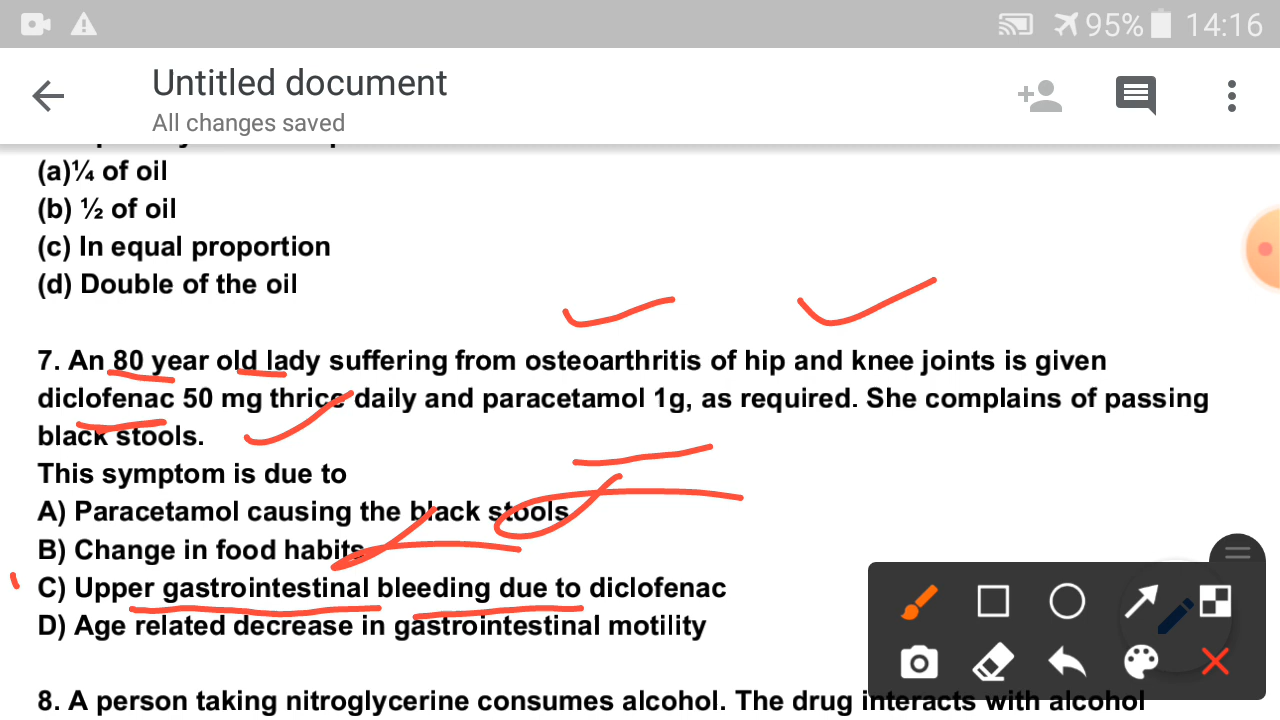 95% 14:16
Untitled document
All changes saved
(a)¼ of oil
(b) ½ of oil
(c) In equal proportion
(d) Double of the oil
7. An 80 year old lady suffering from osteoarthritis of hip and knee joints is given
diclofenac 50 mg thrice daily and paracetamol 1g, as required. She complains of passing
black stools.
This symptom is due to
A) Paracetamol causing the black stools
B) Change in food habits
C) Upper gastrointestinal bleeding due to diclofenac
D) Age related decrease in gastrointestinal motility
8. A person taking nitroglycerine consumes alcohol. The drug interacts with alcohol